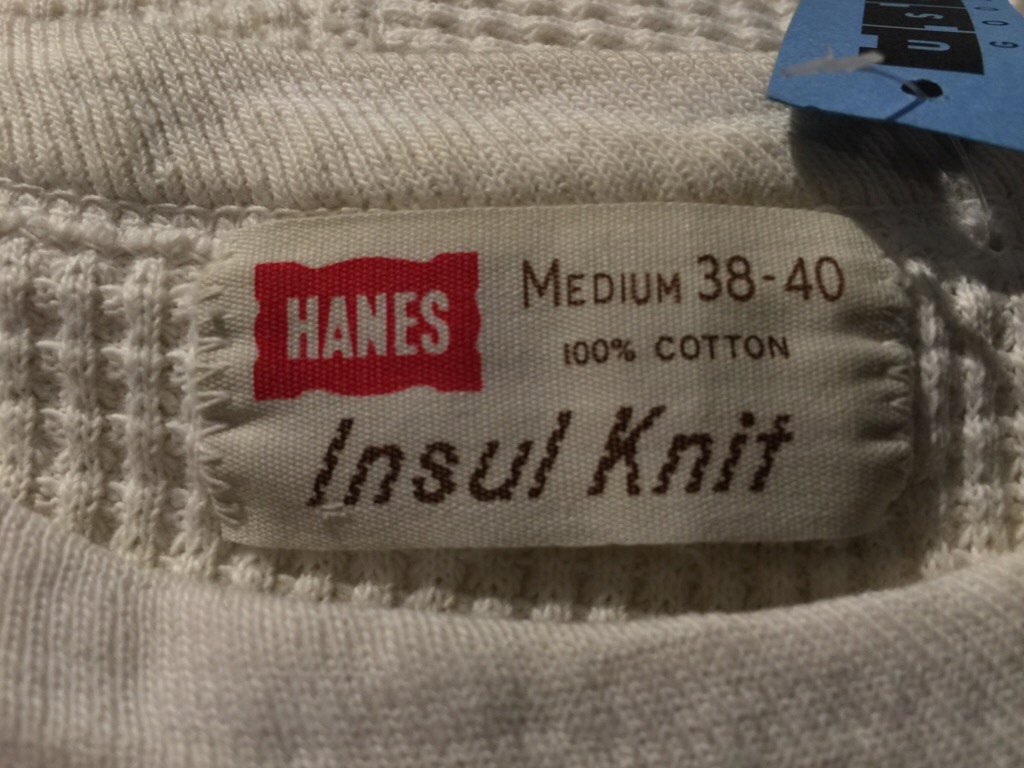 HANES
MEDIUM 38-40
100% COTTON
Insul Knit